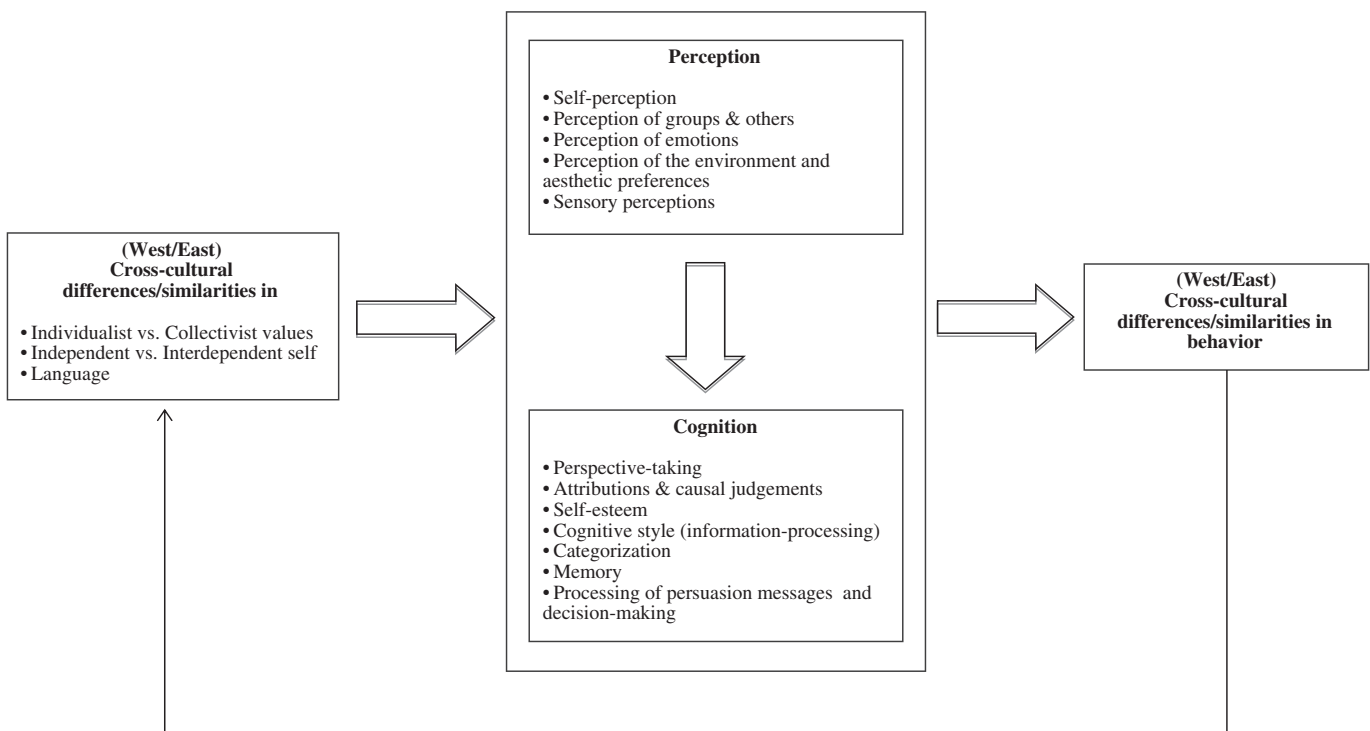 (West/East)
Cross-cultural
differences/similarities in
• Individualist vs. Collectivist values
• Independent vs. Interdependent self
• Language
Perception
• Self-perception
• Perception of groups & others
• Perception of emotions
• Perception of the environment and
aesthetic preferences
• Sensory perceptions
Cognition
• Perspective-taking
• Attributions & causal judgements
• Self-esteem
• Cognitive style (information-processing)
• Categorization
• Memory
• Processing of persuasion messages and
decision-making
(West/East)
Cross-cultural
differences/similarities in
behavior